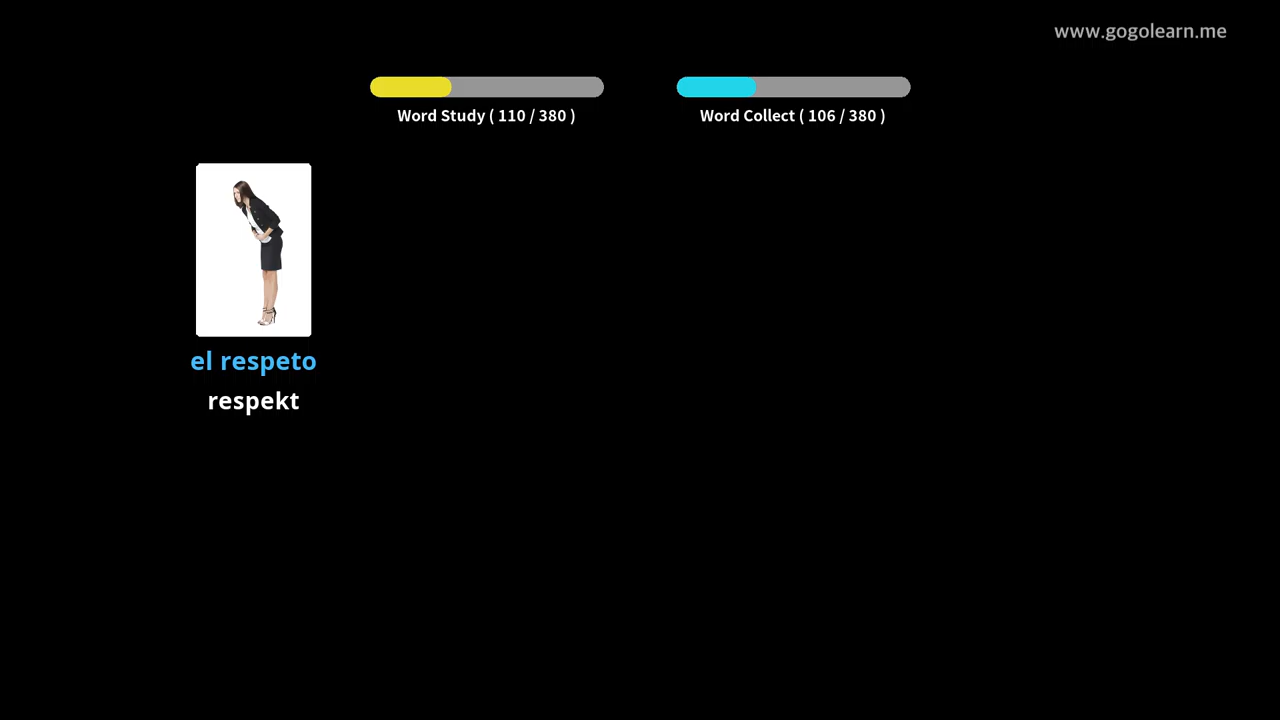 www.gogolearn.me
Word Study ( 110 / 380 )
Word Collect ( 106 / 380 )
el respeto
respekt